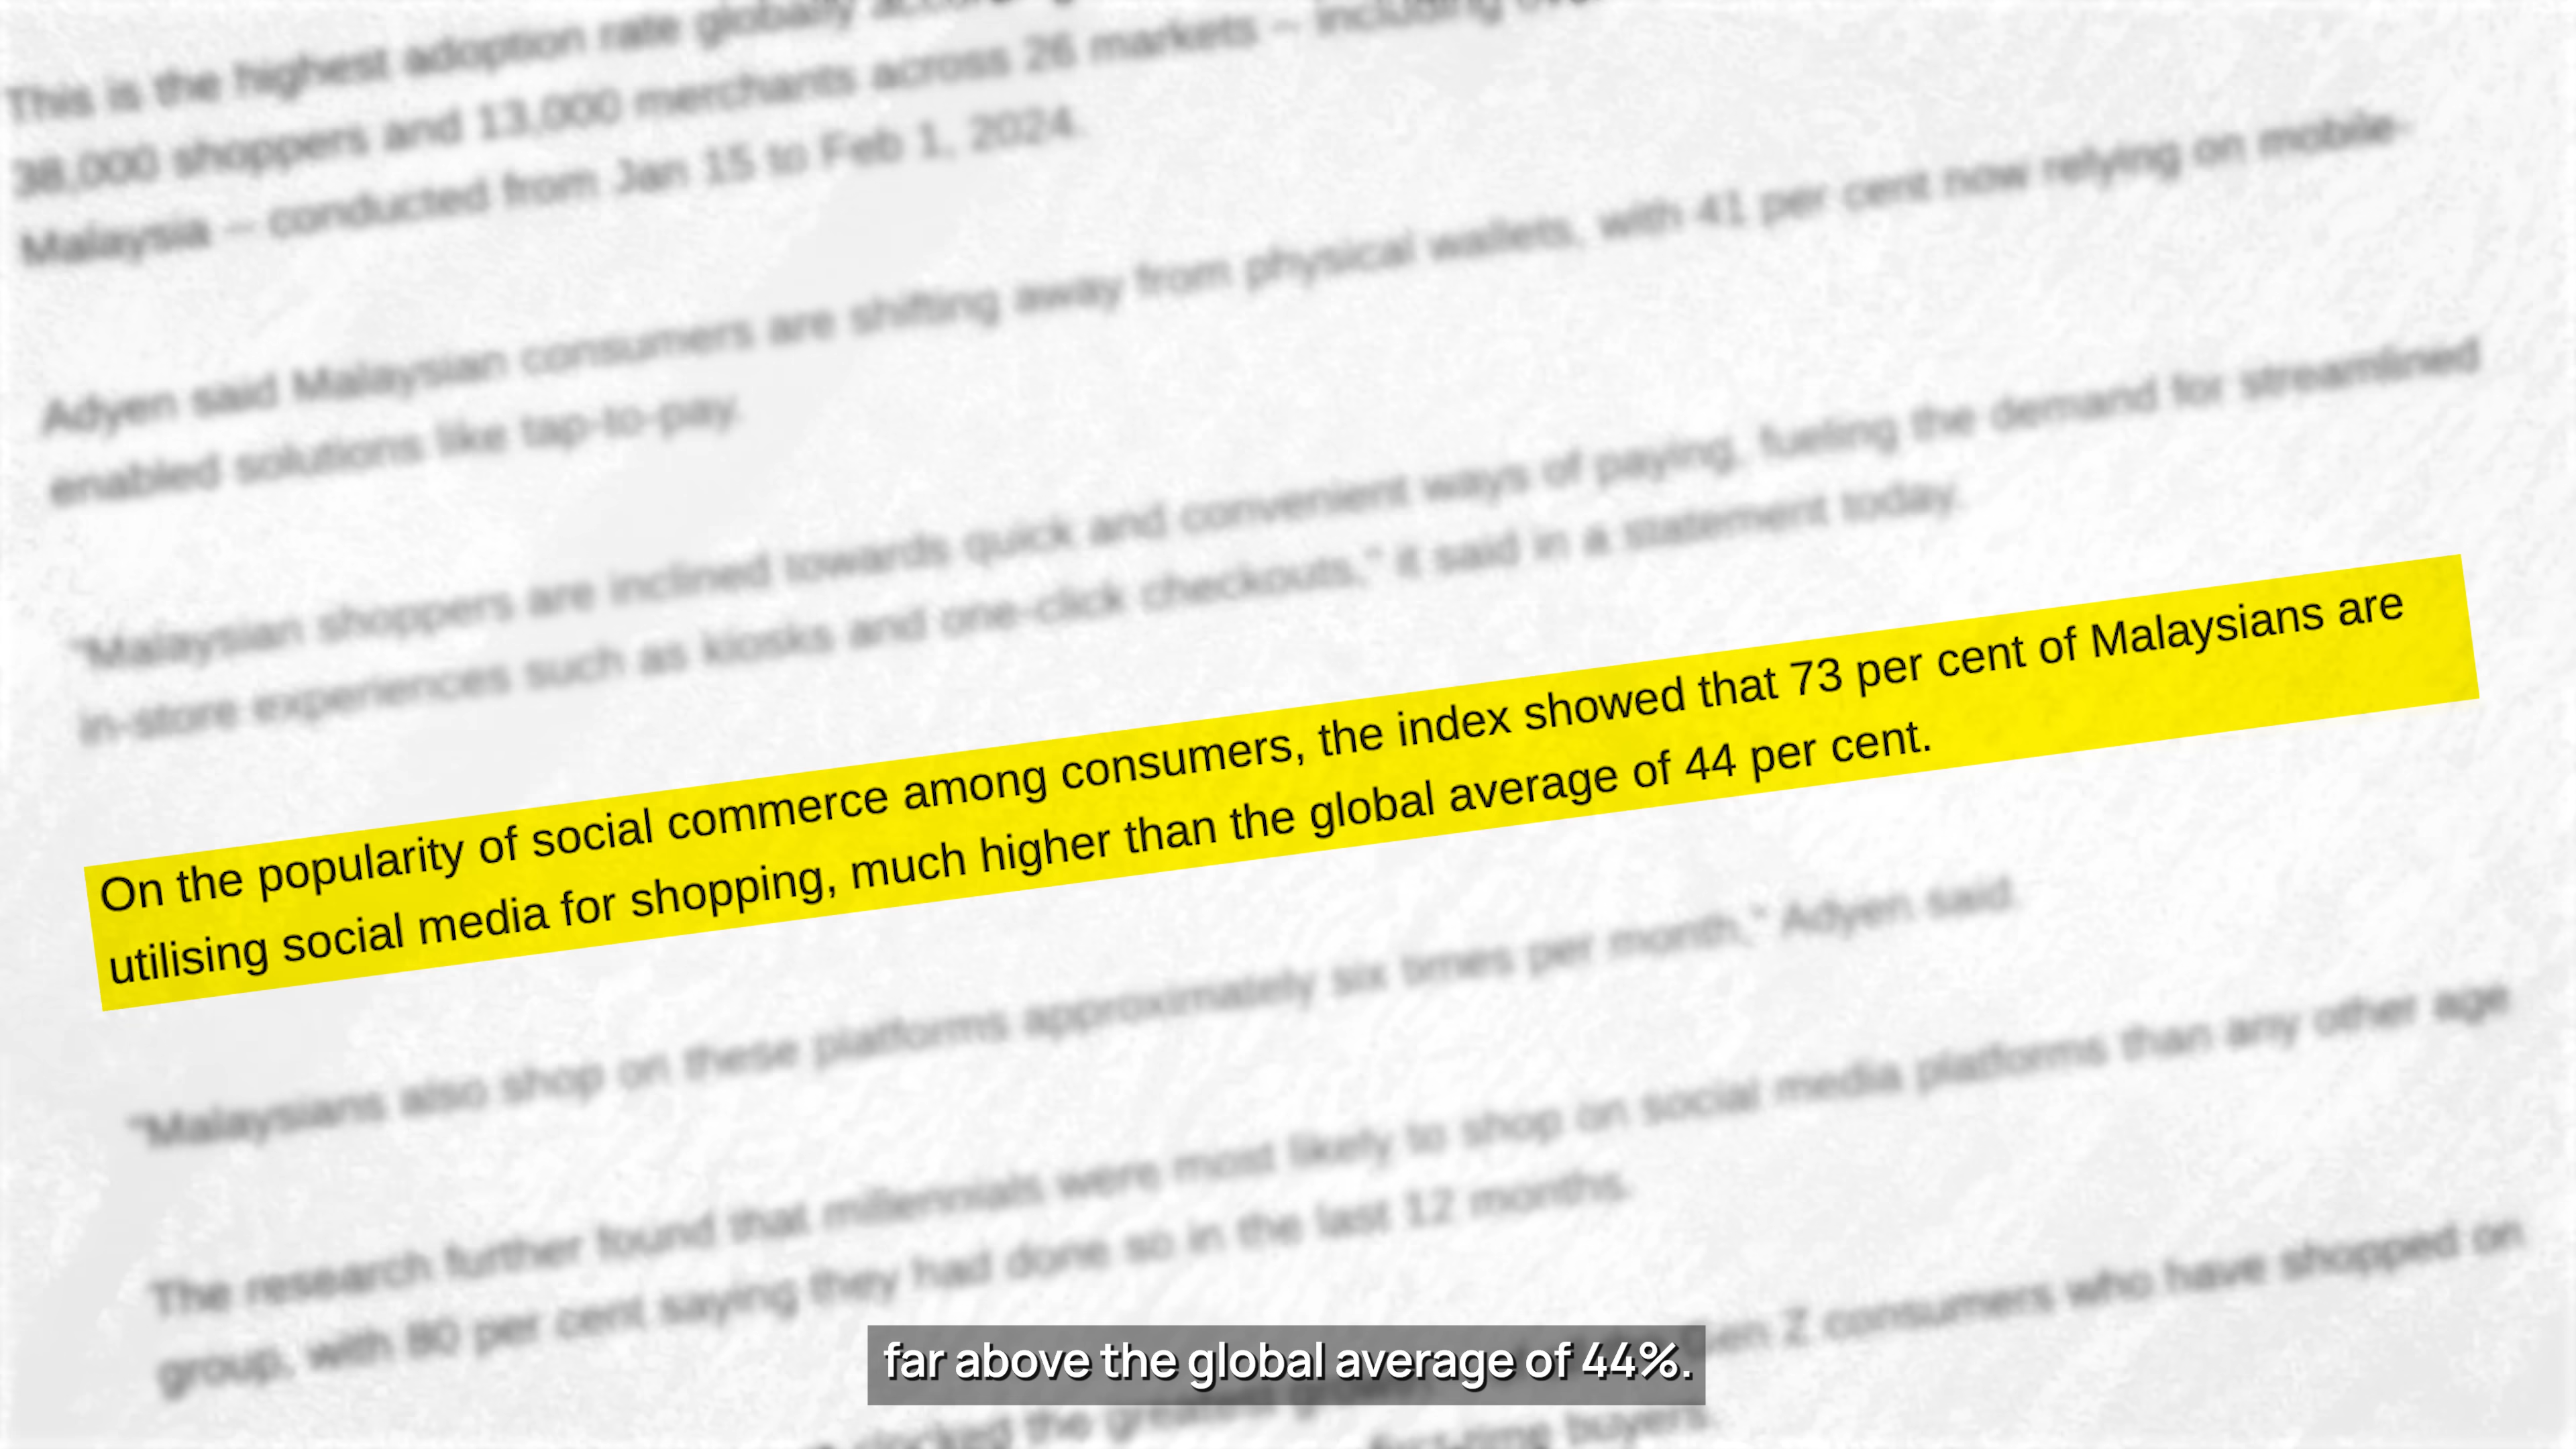 This is the highest adoption rate globally
38,000 shoppers and 13,000 merchants across 26 markets – including
Malaysia – conducted from Jan 15 to Feb 1, 2024.
Adyen said Malaysian consumers are shifting away from physical wallets, with 41 per cent now relying on mobile-
enabled solutions like tap-to-pay.
"Malaysian shoppers are inclined towards quick and convenient ways of paying, fueling the demand for streamlined
in-store experiences such as kiosks and one-click checkouts," it said in a statement today.
On the popularity of social commerce among consumers, the index showed that 73 per cent of Malaysians are
utilising social media for shopping, much higher than the global average of 44 per cent.
"Malaysians also shop on these platforms approximately six times per month," Adyen said.
The research further found that millennials were most likely to shop on social media platforms than any other age
group, with 80 per cent saying they had done so in the last 12 months.
Gen Z consumers who have shopped on
the greatest
first-time buyers.
far above the global average of 44%.